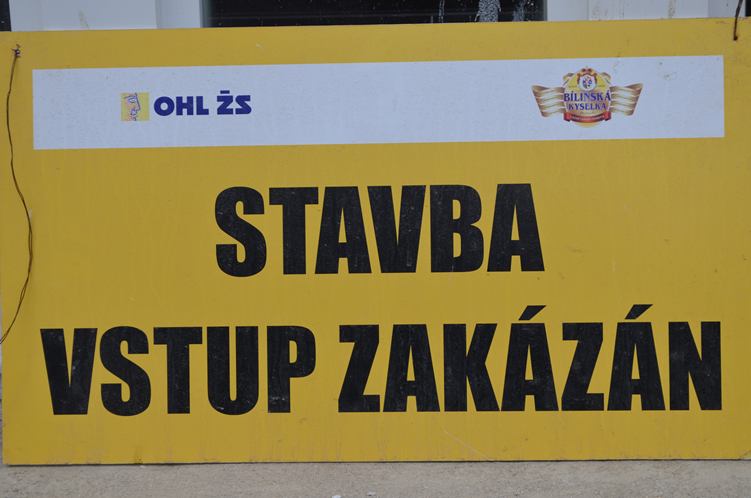 OHL ŽS
BÍLINSKÁ
KYSELKA
STAVBA
VSTUP ZAKÁZÁN